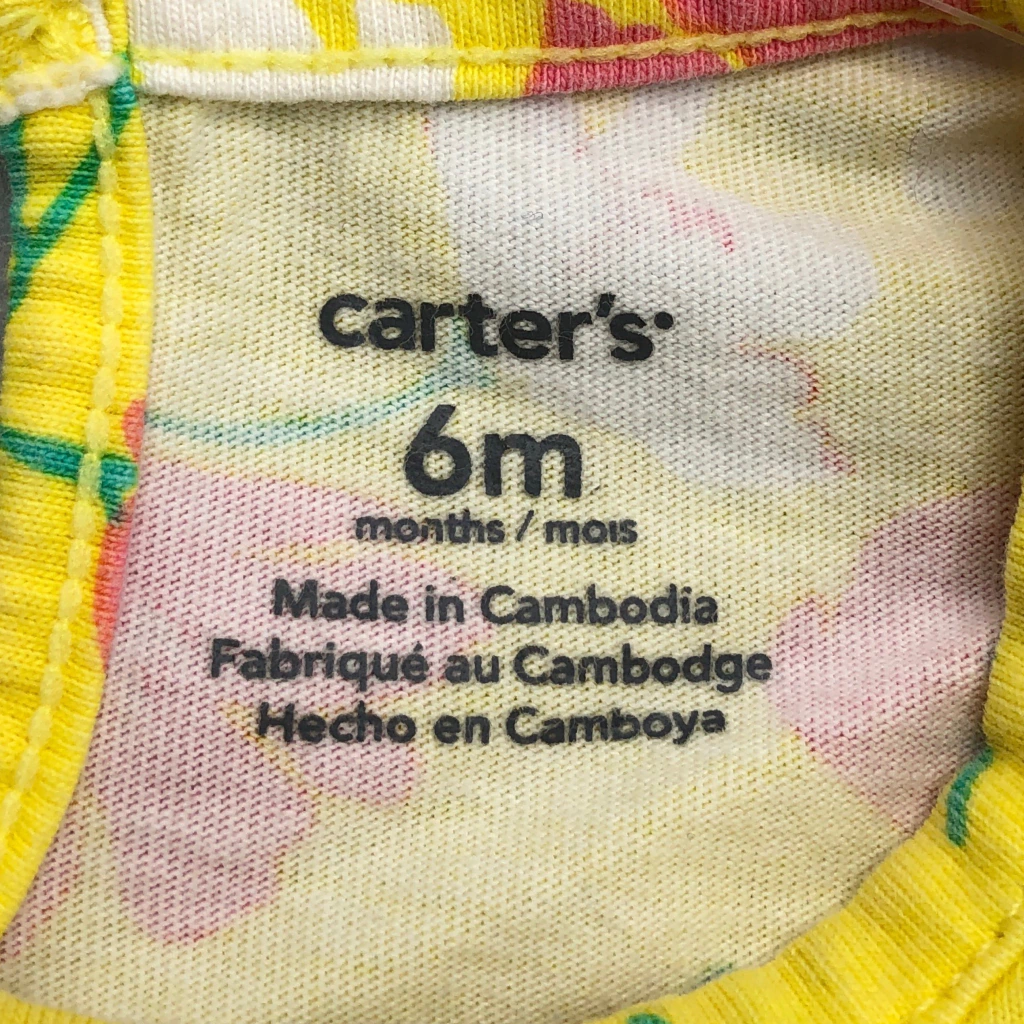 carter's
6m
months / mois
Made in Cambodia
Fabriqué au Cambodge
Hecho en Camboya